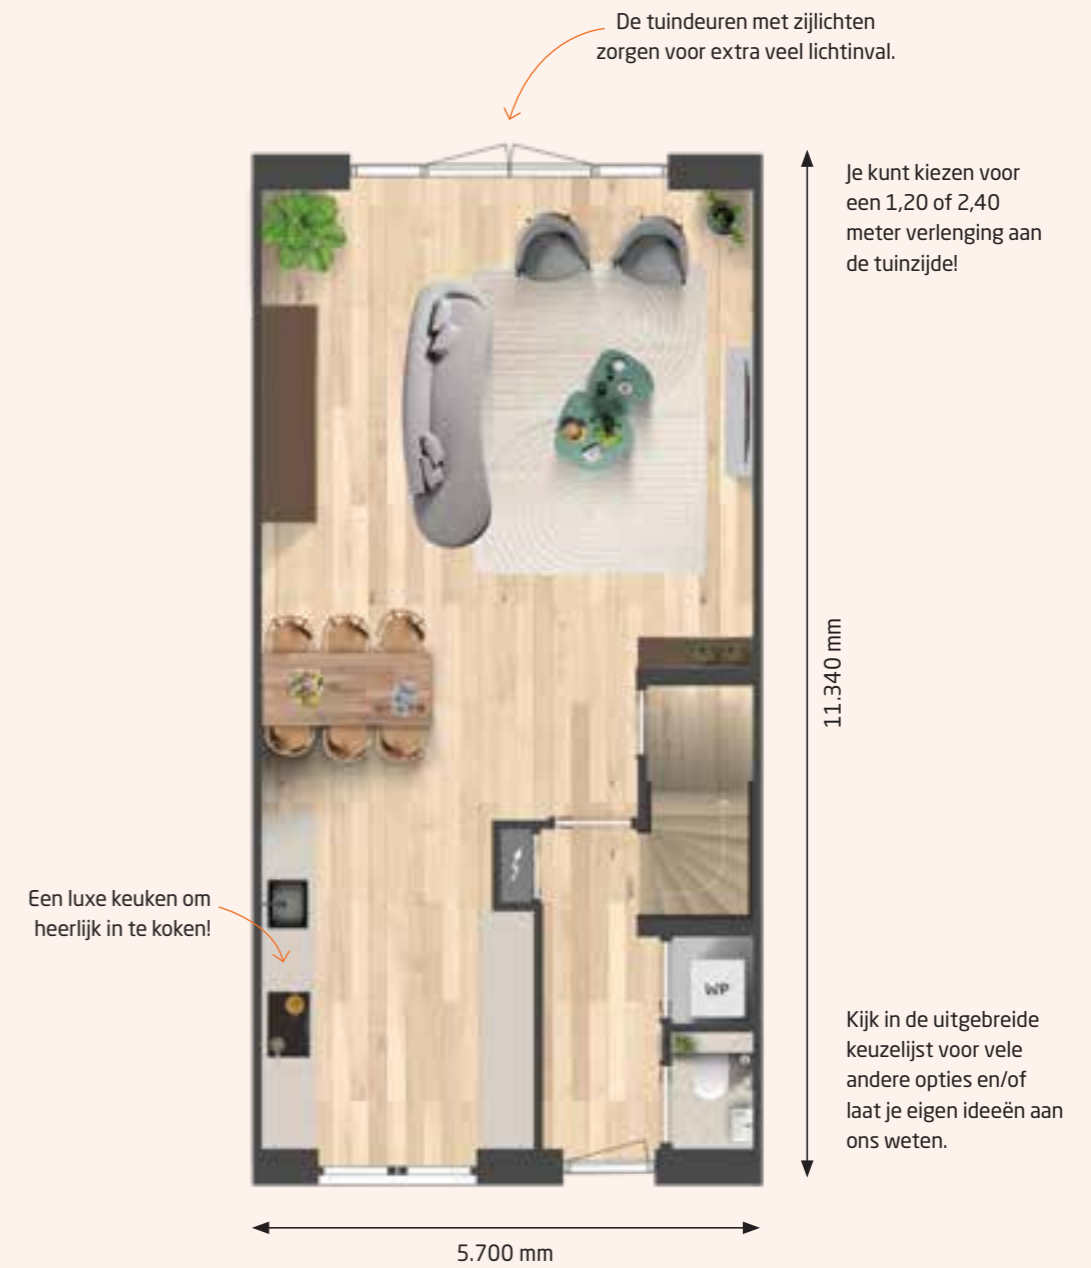 De tuindeuren met zijlichten
zorgen voor extra veel lichtinval.
Je kunt kiezen voor
een 1,20 of 2,40
meter verlenging aan
de tuinzijde!
11.340 mm
Een luxe keuken om
heerlijk in te koken!
WP
Kijk in de uitgebreide
keuzelijst voor vele
andere opties en/of
laat je eigen ideeën aan
ons weten.
5.700 mm